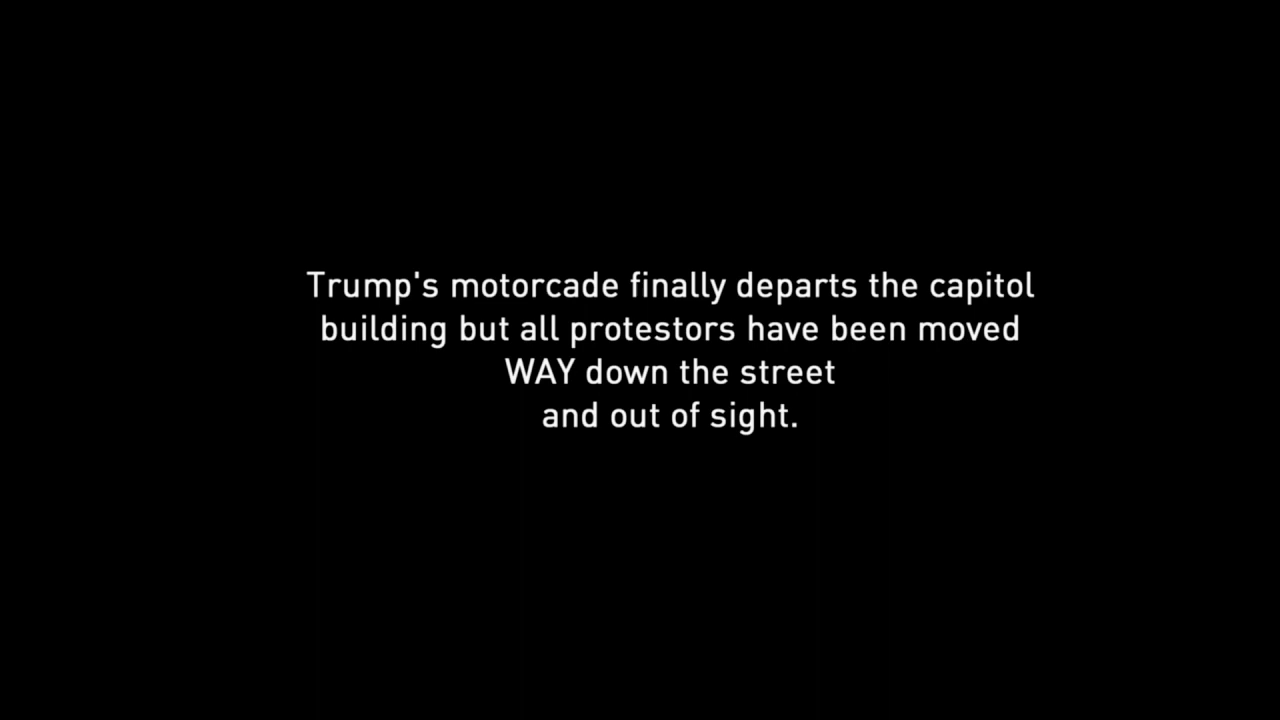 Trump's motorcade finally departs the capitol
building but all protestors have been moved
WAY down the street
and out of sight.